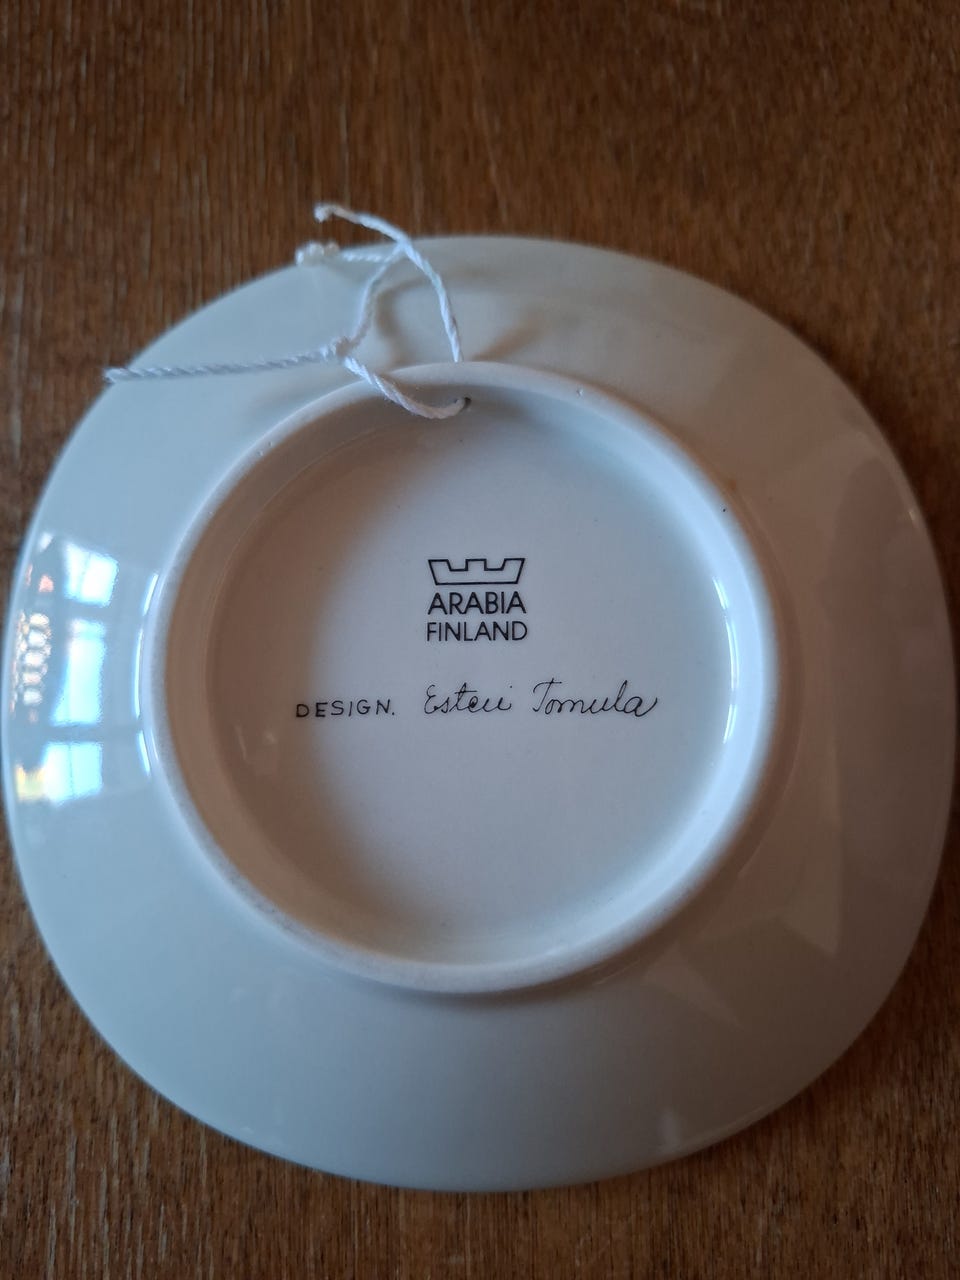 ARABIA
FINLAND
DESIGN. Esteri Tomula